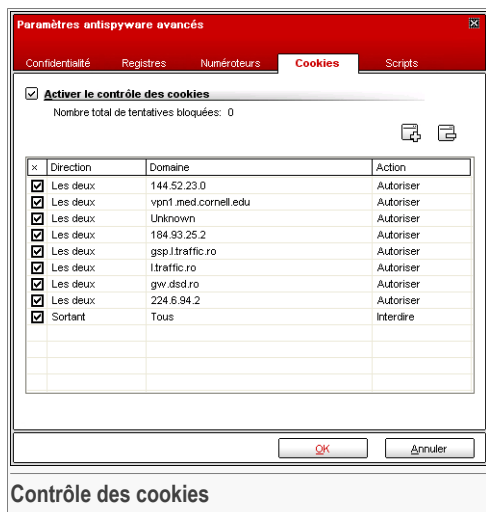 Paramètres antispyware avancés
Confidentialité Registres Numéroteurs Cookies Scripts
Activer le contrôle des cookies
Nombre total de tentatives bloquées: 0
× Direction Domaine Action
Les deux 144.52.23.0 Autoriser
Les deux vpn1.med.cornell.edu Autoriser
Les deux Unknown Autoriser
Les deux 184.93.25.2 Autoriser
Les deux gsp.l.traffic.ro Autoriser
Les deux l.traffic.ro Autoriser
Les deux gw.dsd.ro Autoriser
Les deux 224.6.94.2 Autoriser
Sortant Tous Interdire
OK Annuler
Contrôle des cookies